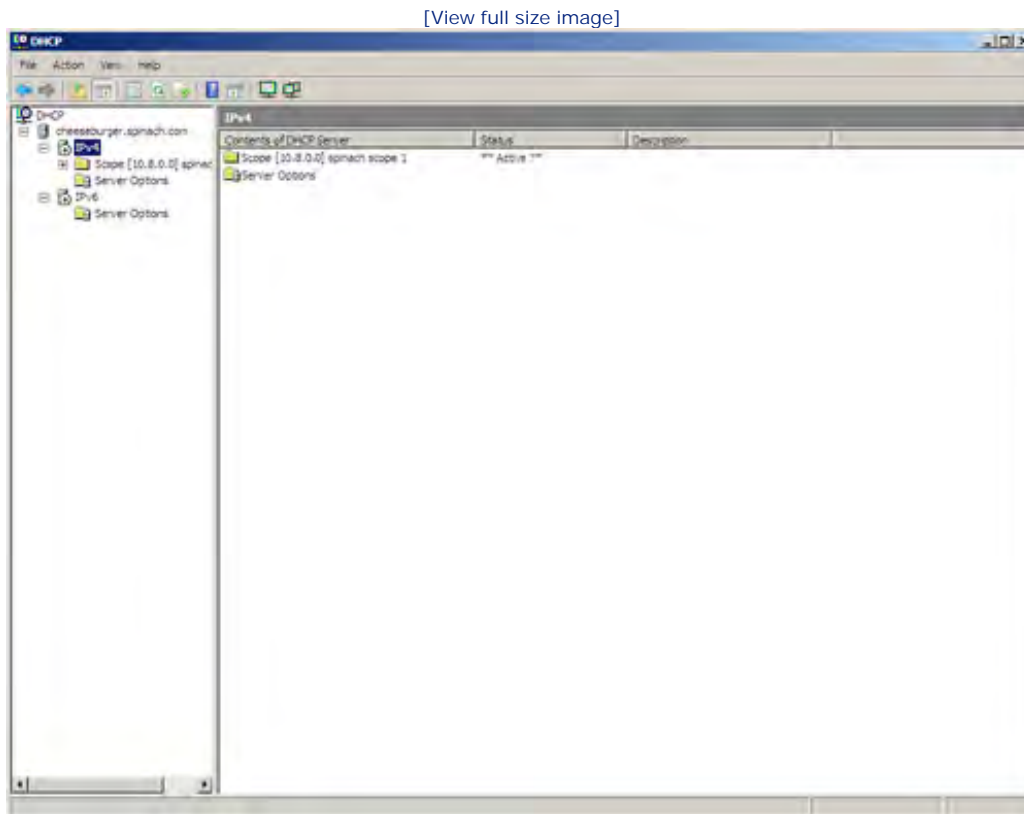 [View full size image]
DHCP
File Action View Help
DHCP
cheeseburger.spinach.com
IPv4
Scope [10.8.0.0] spinac
Server Options
IPv6
Server Options
IPv4
Contents of DHCP Server Status Description
Scope [10.8.0.0] spinach scope 1 ** Active **
Server Options